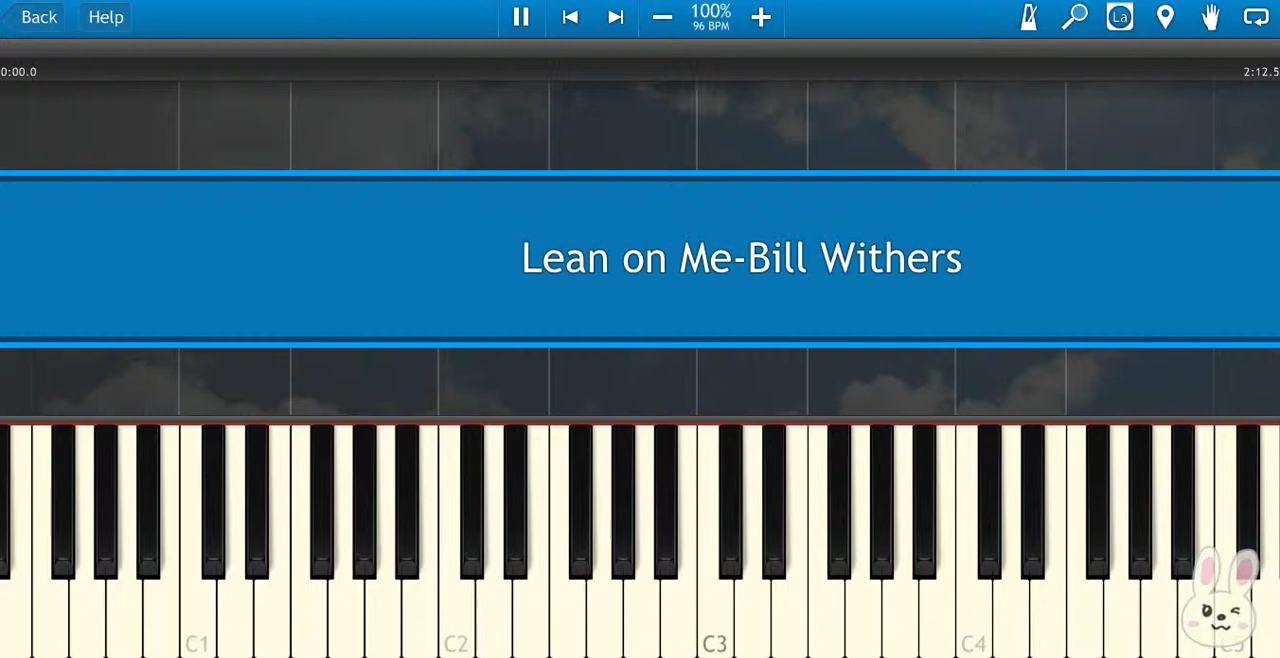 Back Help 100% La
96 BPM
0:00.0 2:12.5
Lean on Me-Bill Withers
C1 C2 C3 C4